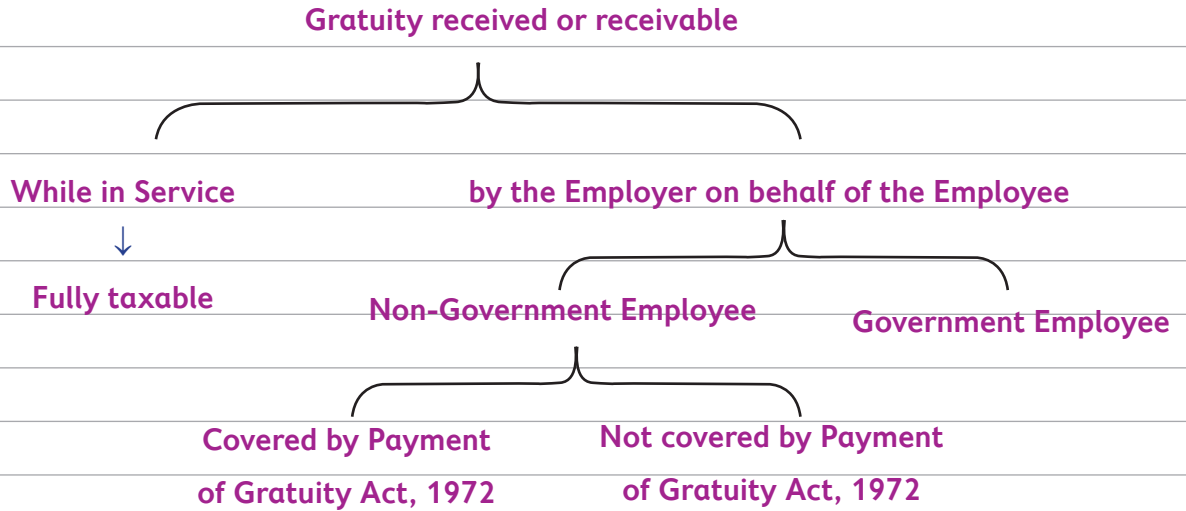 Gratuity received or receivable
While in Service
by the Employer on behalf of the Employee
↓
Fully taxable
Non-Government Employee
Government Employee
Covered by Payment
of Gratuity Act, 1972
Not covered by Payment
of Gratuity Act, 1972